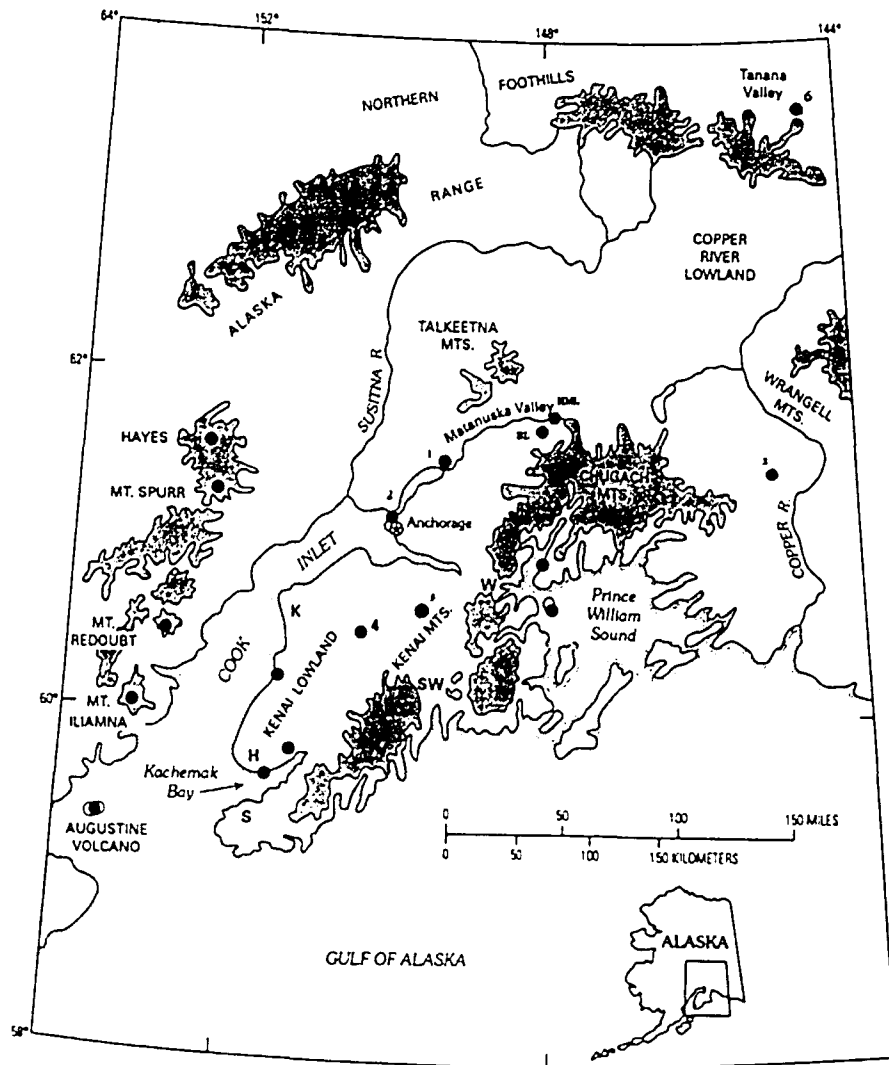 64°
152°
148°
144°
NORTHERN
FOOTHILLS
Tanana
Valley
6
RANGE
ALASKA
COPPER
RIVER
LOWLAND
62°
TALKEETNA
MTS.
SUSITNA R
WRANGELL
MTS.
Matanuska Valley
HAYES
MT. SPURR
1
2
Anchorage
CHUGACH
MTS.
COPPER R.
INLET
COOK
K
4
KENAI MTS.
W
Prince
William
Sound
MT.
REDOUBT
KENAI LOWLAND
SW
60°
MT.
ILIAMNA
H
Kachemak
Bay
S
AUGUSTINE
VOLCANO
0
50
100
150 MILES
0
50
100
150 KILOMETERS
GULF OF ALASKA
ALASKA
58°